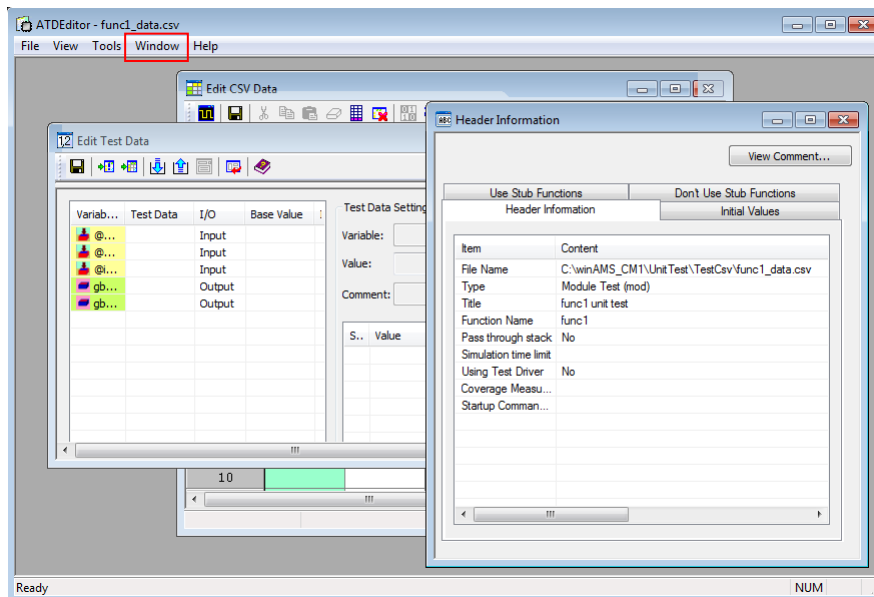 ATDEditor - func1_data.csv
File View Tools Window Help
Edit CSV Data
10
12 Edit Test Data
Variab... Test Data I/O Base Value
@... Input
@... Input
@i... Input
gb... Output
gb... Output
Test Data Setting
Variable:
Value:
Comment:
S.. Value
ABC Header Information
View Comment...
Use Stub Functions Don't Use Stub Functions
Header Information Initial Values
Item Content
File Name C:\winAMS_CM1\UnitTest\TestCsv\func1_data.csv
Type Module Test (mod)
Title func1 unit test
Function Name func1
Pass through stack No
Simulation time limit
Using Test Driver No
Coverage Measu...
Startup Comman...
Ready NUM